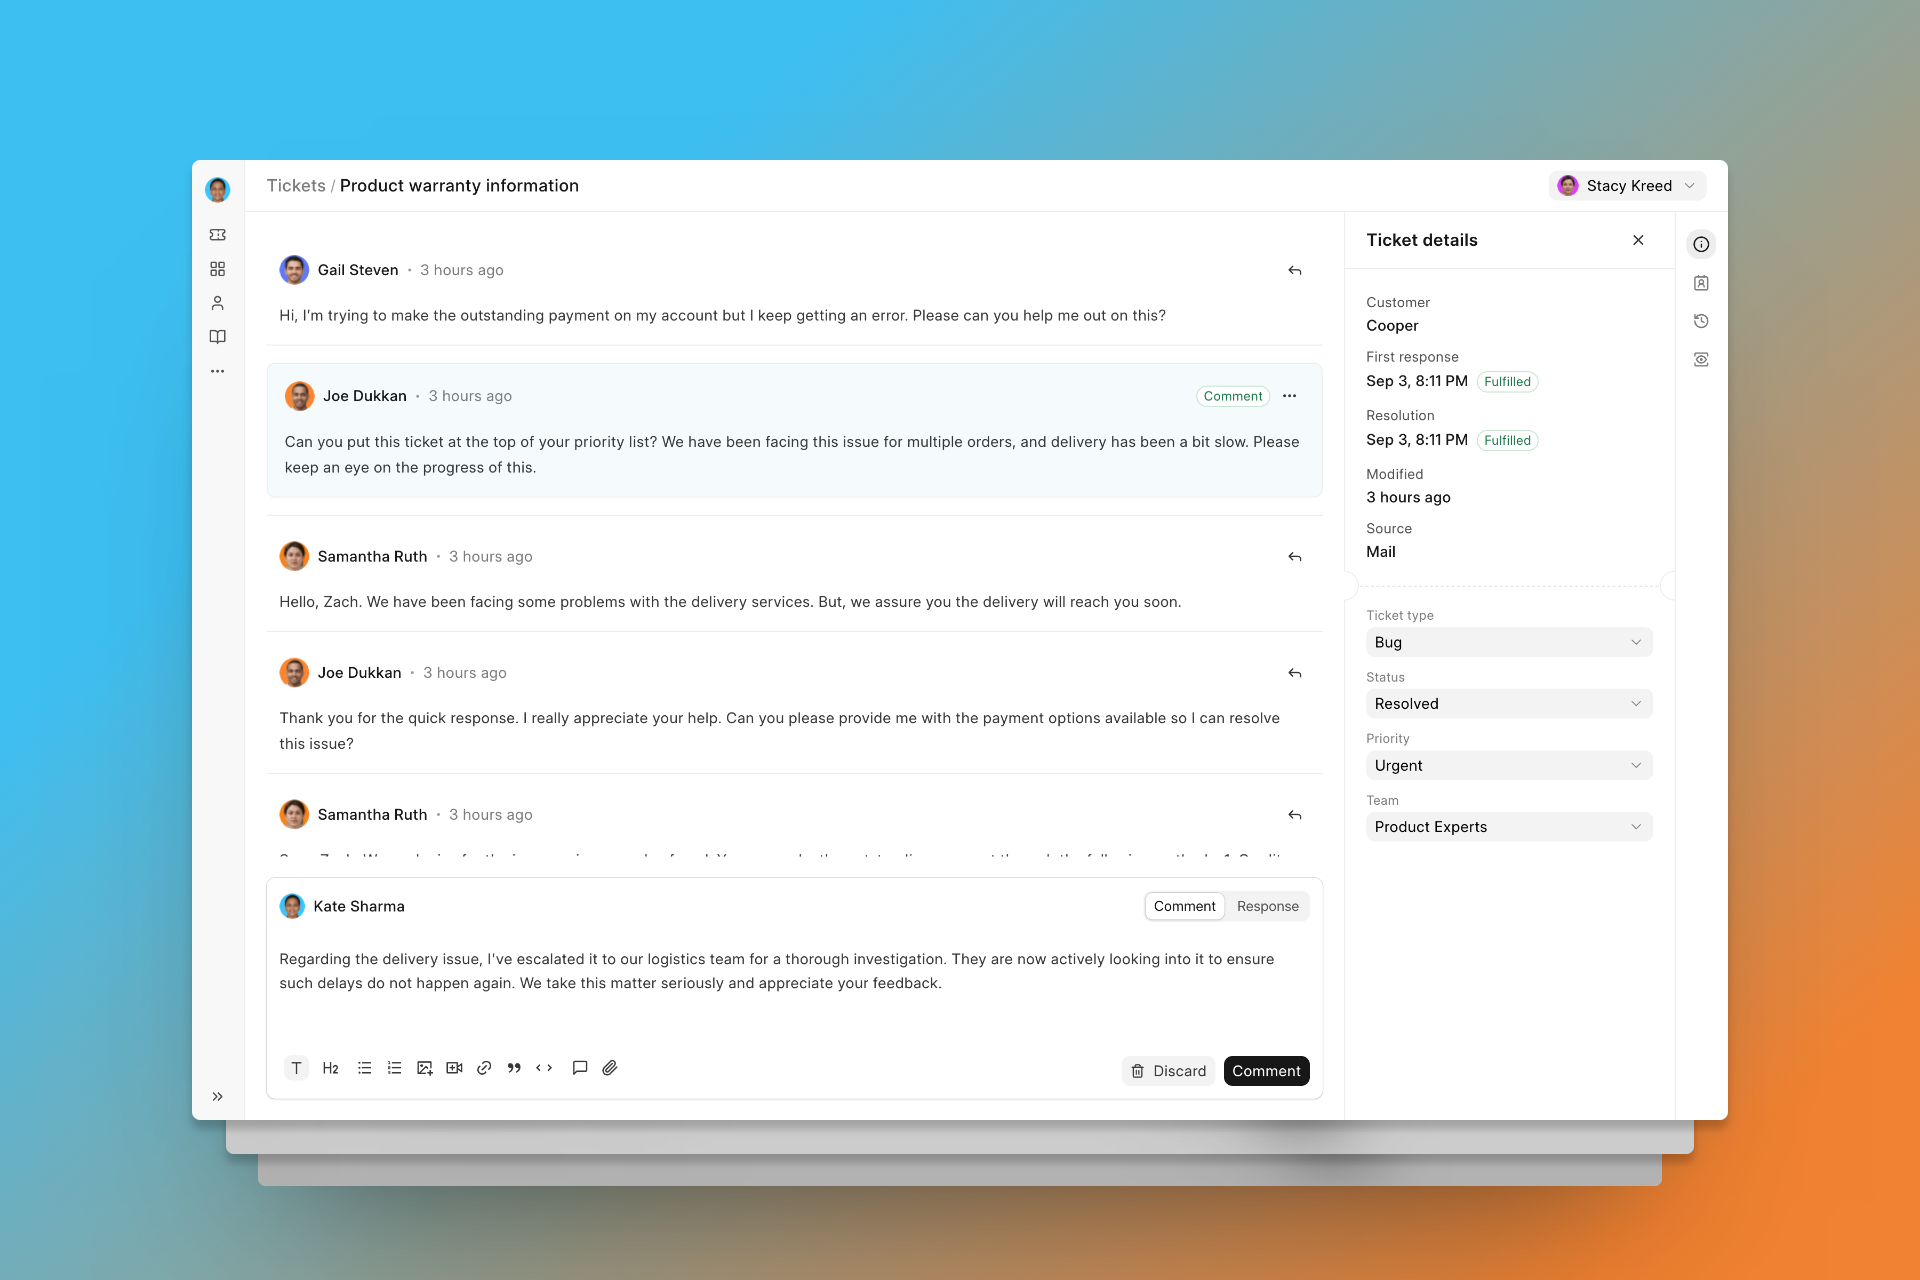 Tickets / Product warranty information
Stacy Kreed
Gail Steven • 3 hours ago
Hi, I'm trying to make the outstanding payment on my account but I keep getting an error. Please can you help me out on this?
Joe Dukkan • 3 hours ago
Comment
Can you put this ticket at the top of your priority list? We have been facing this issue for multiple orders, and delivery has been a bit slow. Please
keep an eye on the progress of this.
Samantha Ruth • 3 hours ago
Hello, Zach. We have been facing some problems with the delivery services. But, we assure you the delivery will reach you soon.
Joe Dukkan • 3 hours ago
Thank you for the quick response. I really appreciate your help. Can you please provide me with the payment options available so I can resolve
this issue?
Samantha Ruth • 3 hours ago
Kate Sharma
Comment
Response
Regarding the delivery issue, I've escalated it to our logistics team for a thorough investigation. They are now actively looking into it to ensure
such delays do not happen again. We take this matter seriously and appreciate your feedback.
T H2
Discard
Comment
Ticket details
Customer
Cooper
First response
Sep 3, 8:11 PM Fulfilled
Resolution
Sep 3, 8:11 PM Fulfilled
Modified
3 hours ago
Source
Mail
Ticket type
Bug
Status
Resolved
Priority
Urgent
Team
Product Experts